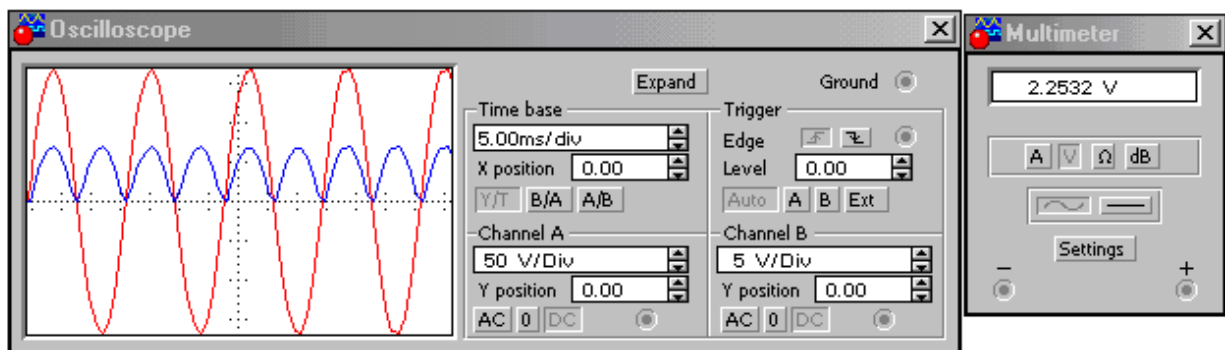 Oscilloscope
Expand
Ground
Time base
5.00ms/div
X position 0.00
Y/T B/A A/B
Trigger
Edge
Level 0.00
Auto A B Ext
Channel A
50 V/Div
Y position 0.00
AC 0 DC
Channel B
5 V/Div
Y position 0.00
AC 0 DC
Multimeter
2.2532 V
A V Ω dB
Settings
− +